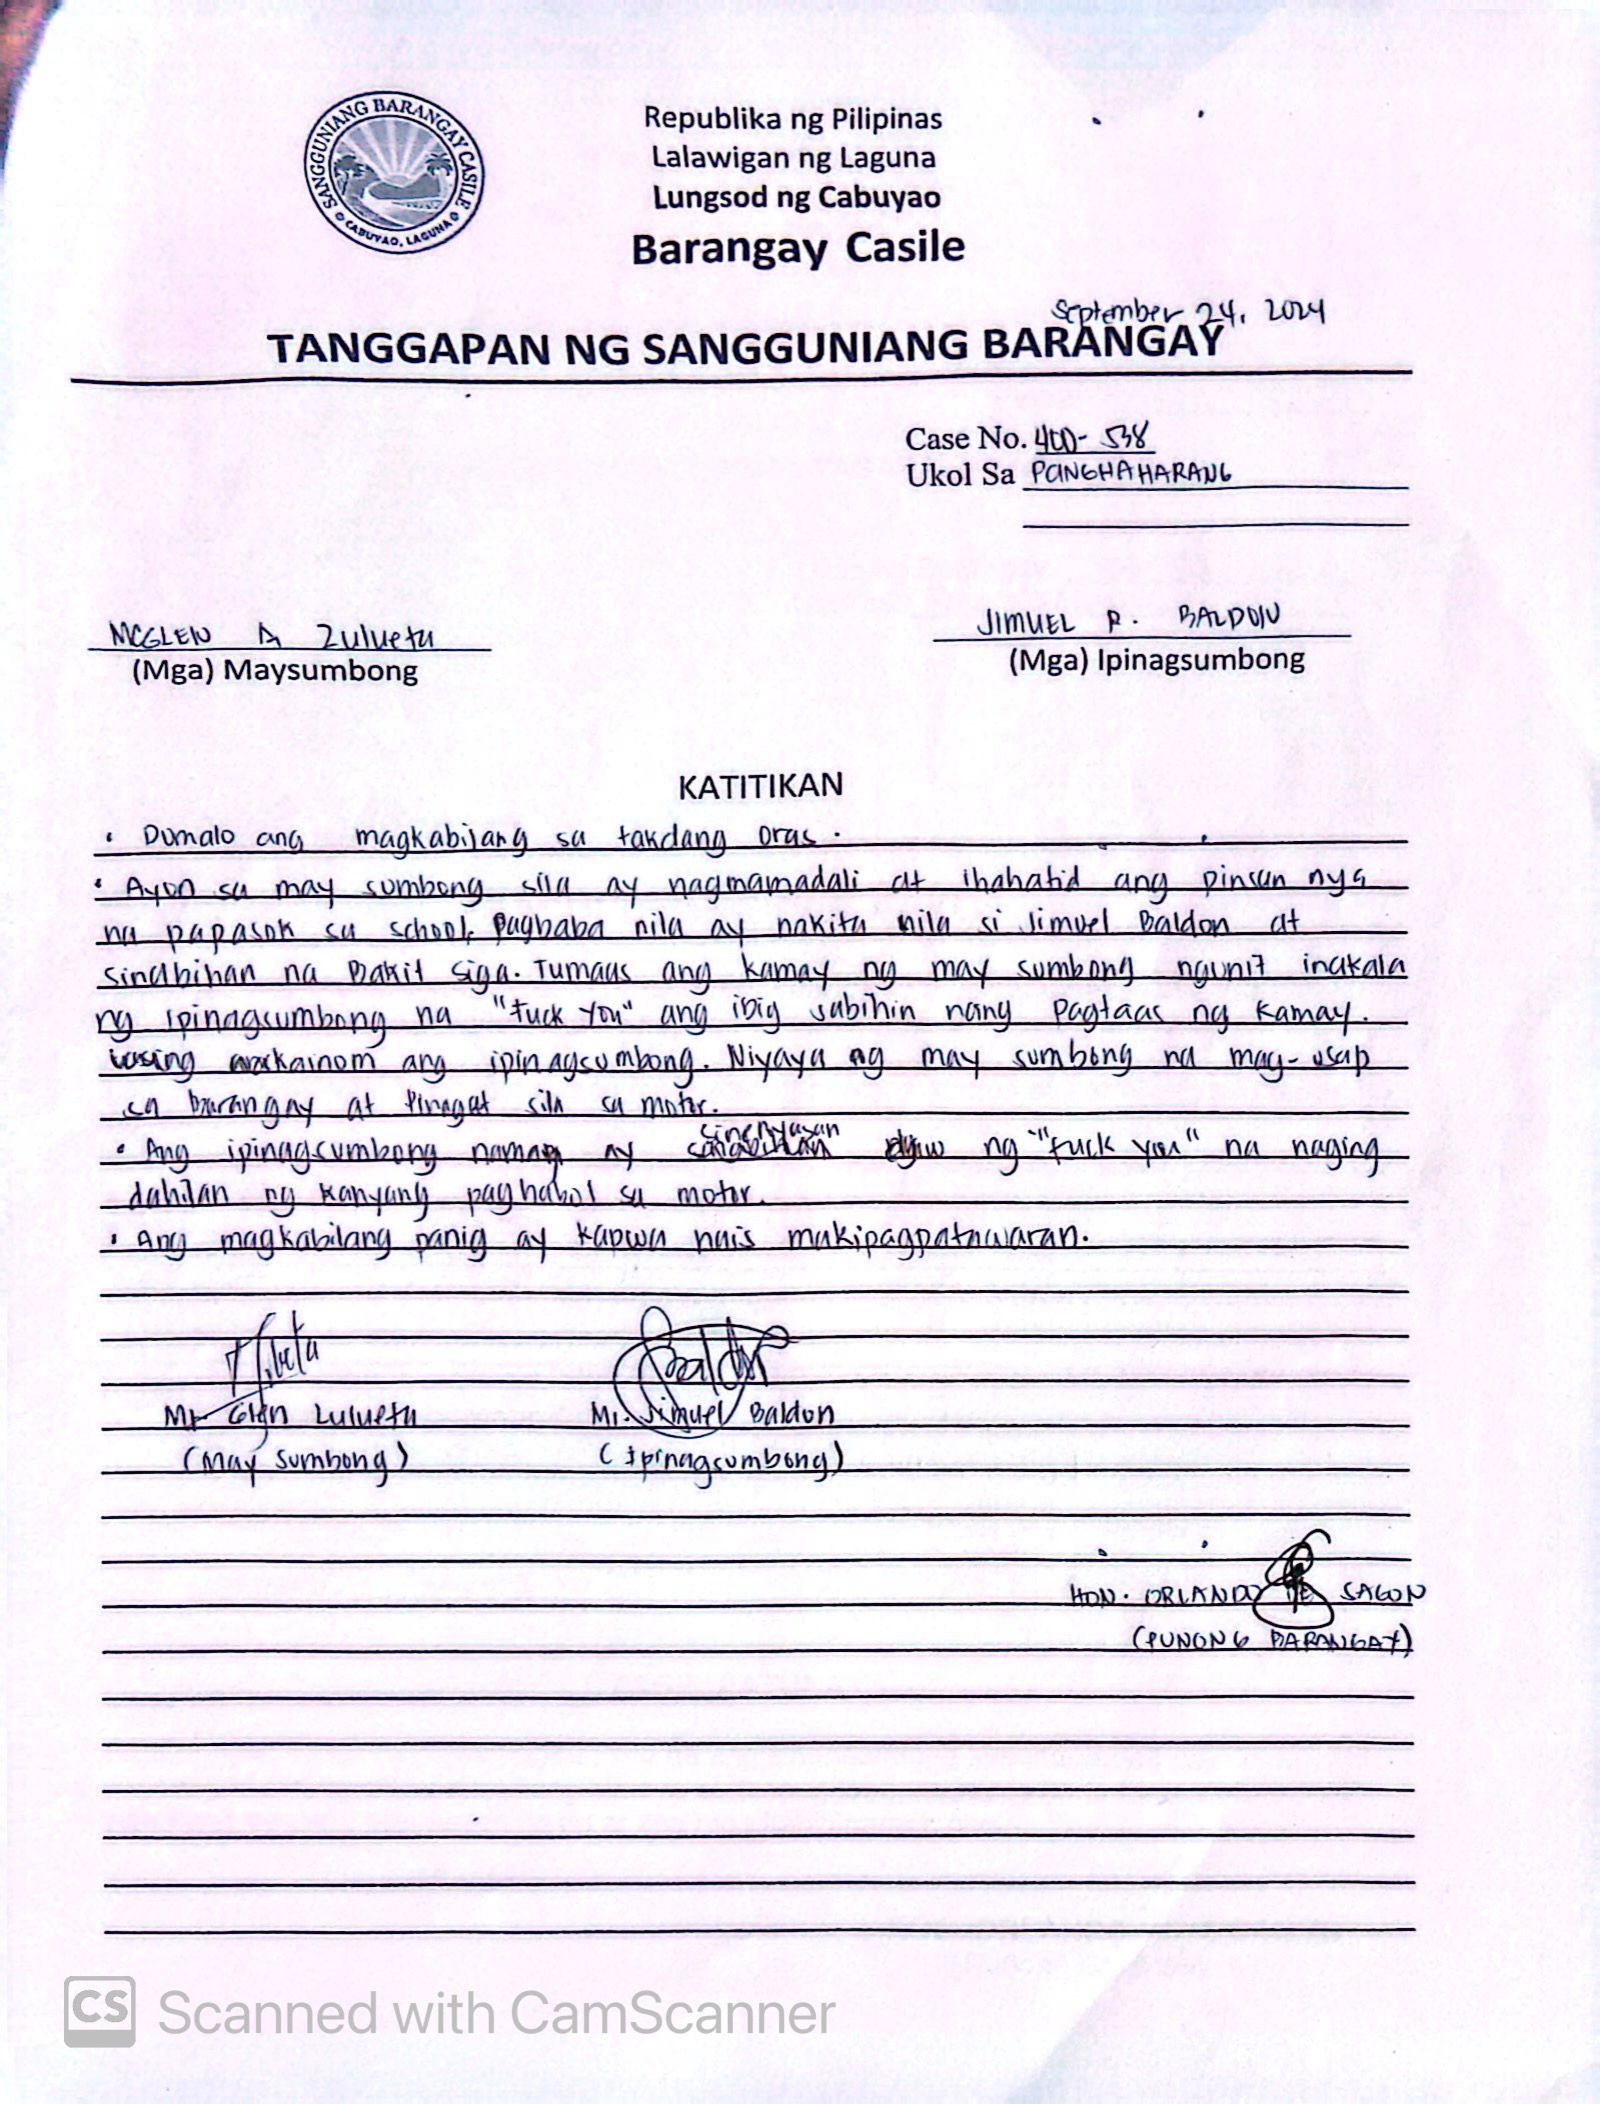 SANGGUNIANG BARANGAY CASILE
CABUYAO, LAGUNA
Republika ng Pilipinas
Lalawigan ng Laguna
Lungsod ng Cabuyao
Barangay Casile
September 24, 2024
TANGGAPAN NG SANGGUNIANG BARANGAY
Case No. 400-538
Ukol Sa PANGHAHARANG
MCGLEN A Zulueta
(Mga) Maysumbong
JIMUEL R. BALDON
(Mga) Ipinagsumbong
KATITIKAN
• Dumalo ang magkabijang sa takdang oras.
• Ayon sa may sumbong sila ay nagmamadali at ihahatid ang pinsan nya
na papasok sa school. Pagbaba nila ay nakita nila si Jimuel Baldon at
sinabihan na Bakit siga. Tumaas ang kamay ng may sumbong ngunit inakala
ng ipinagsumbong na "Fuck You" ang ibig sabihin nang pagtaas ng kamay.
ang ipinagsumbong. Niyaya ng may sumbong na mag-usap
sa barangay at sila sa motor.
• Ang ipinagsumbong naman ay sinenyasan daw ng "Fuck you" na naging
dahilan ng kanyang paghabol sa motor.
• Ang magkabilang panig ay kapwa nais makipagpatawaran.
Mr Glen Lulueta
(May Sumbong)
Mr. Jimuel Baldon
(Ipinagsumbong)
HON. ORLANDO SAGUN
(PUNONG BARANGAY)
CS Scanned with CamScanner